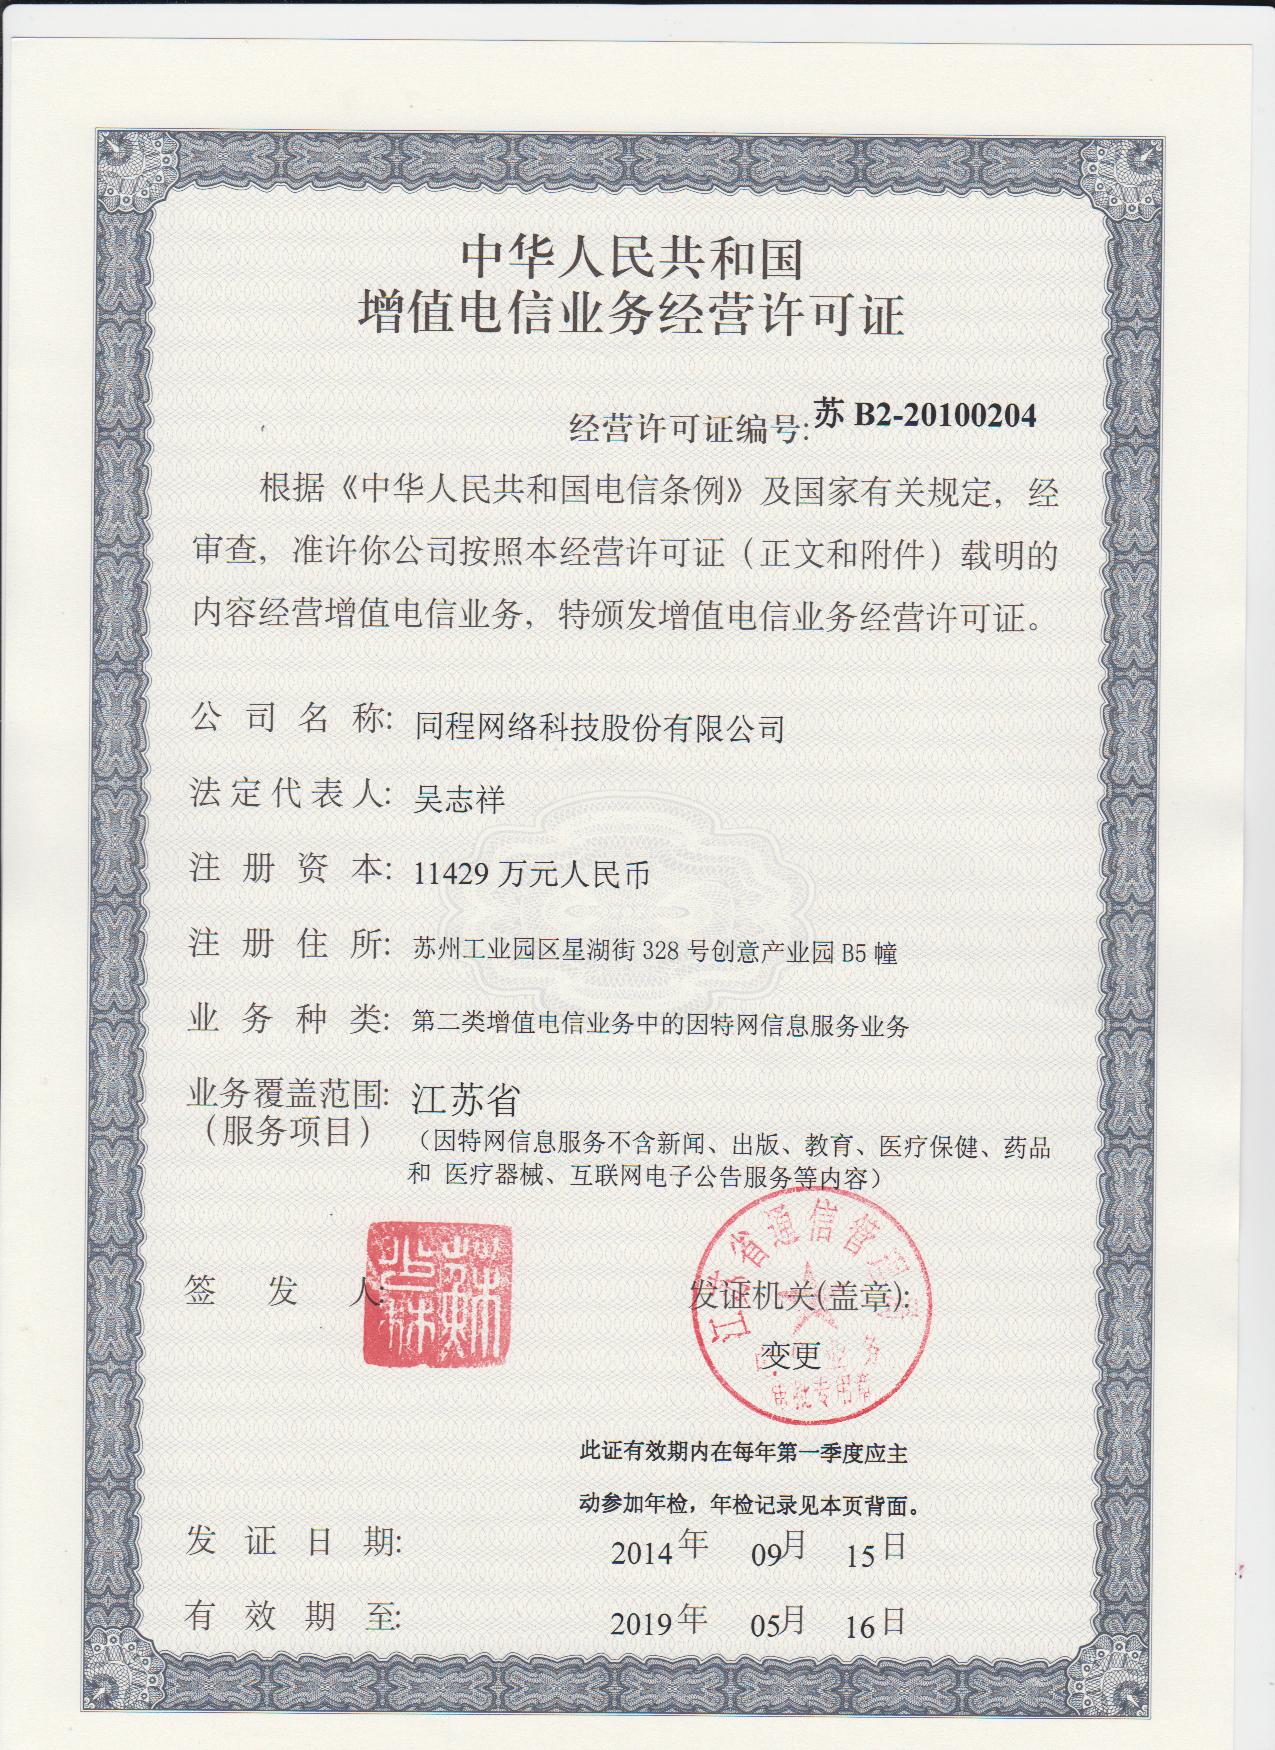 中华人民共和国
增值电信业务经营许可证
经营许可证编号:苏 B2-20100204
根据《中华人民共和国电信条例》及国家有关规定，经
审查，准许你公司按照本经营许可证（正文和附件）载明的
内容经营增值电信业务，特颁发增值电信业务经营许可证。
公司名称: 同程网络科技股份有限公司
法定代表人: 吴志祥
注册资本: 11429 万元人民币
注册住所: 苏州工业园区星湖街 328 号创意产业园 B5 幢
业务种类: 第二类增值电信业务中的因特网信息服务业务
业务覆盖范围: 江苏省
（服务项目）
（因特网信息服务不含新闻、出版、教育、医疗保健、药品
和 医疗器械、互联网电子公告服务等内容）
签发人:
发证机关(盖章):
江苏省通信管理局
变更
业务
审批专用章
此证有效期内在每年第一季度应主
动参加年检，年检记录见本页背面。
发证日期: 2014年 09月 15日
有效期至: 2019年 05月 16日